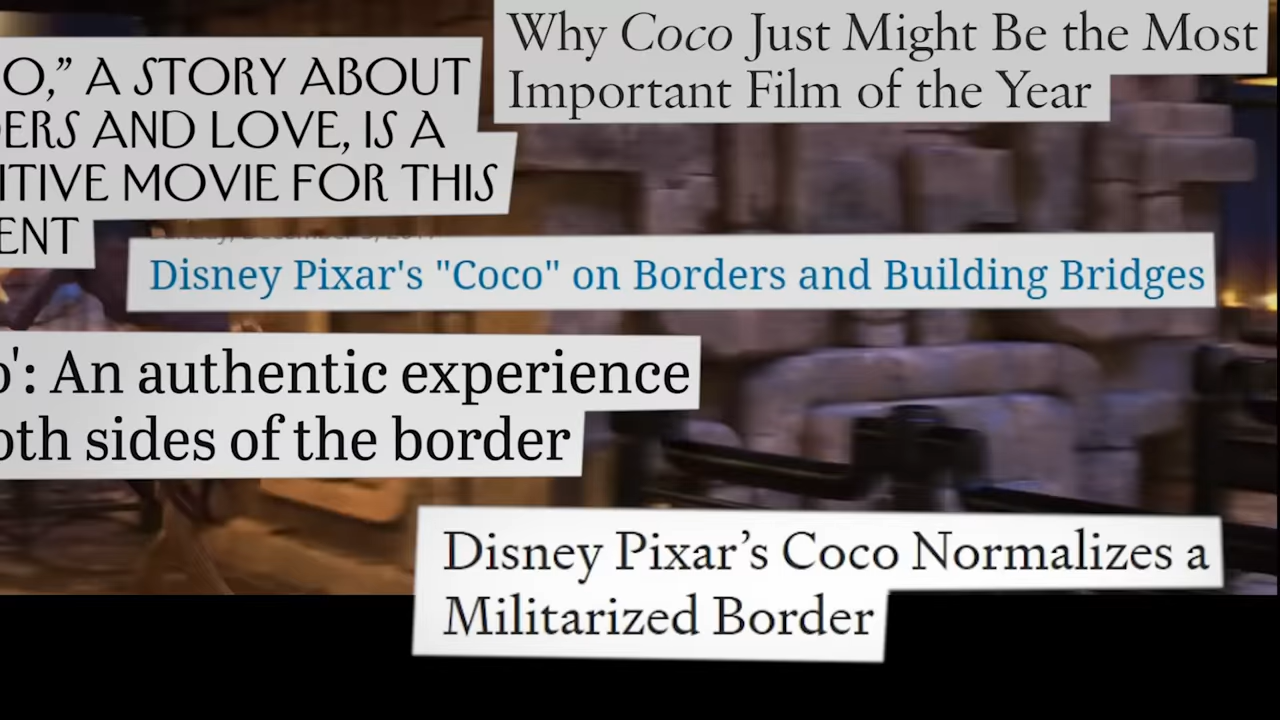 Why Coco Just Might Be the Most
Important Film of the Year
O,” A STORY ABOUT
ERS AND LOVE, IS A
ITIVE MOVIE FOR THIS
ENT
Disney Pixar's "Coco" on Borders and Building Bridges
o': An authentic experience
oth sides of the border
Disney Pixar’s Coco Normalizes a
Militarized Border